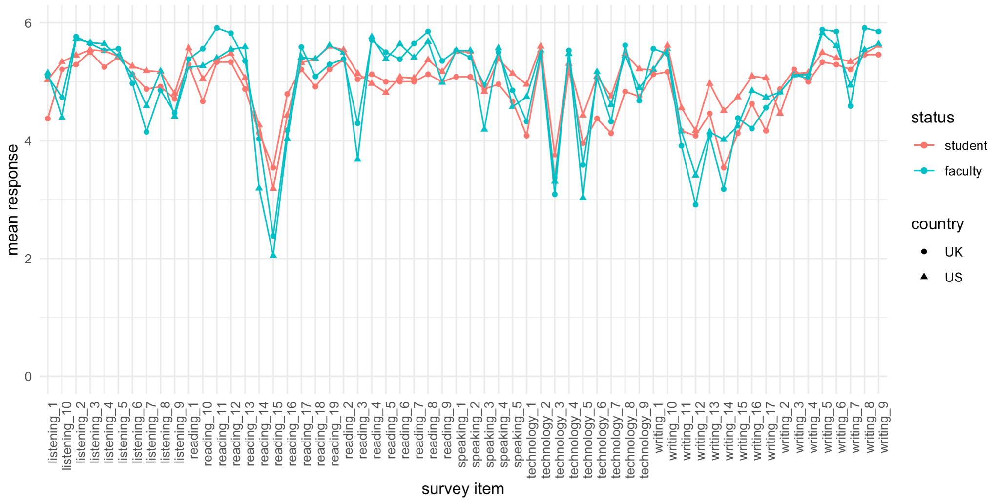 6
4
2
0
mean response
listening_1
listening_10
listening_2
listening_3
listening_4
listening_5
listening_6
listening_7
listening_8
listening_9
reading_1
reading_10
reading_11
reading_12
reading_13
reading_14
reading_15
reading_16
reading_17
reading_18
reading_19
reading_2
reading_3
reading_4
reading_5
reading_6
reading_7
reading_8
reading_9
speaking_1
speaking_2
speaking_3
speaking_4
speaking_5
technology_1
technology_2
technology_3
technology_4
technology_5
technology_6
technology_7
technology_8
technology_9
writing_1
writing_10
writing_11
writing_12
writing_13
writing_14
writing_15
writing_16
writing_17
writing_2
writing_3
writing_4
writing_5
writing_6
writing_7
writing_8
writing_9
survey item
status
student
faculty
country
UK
US